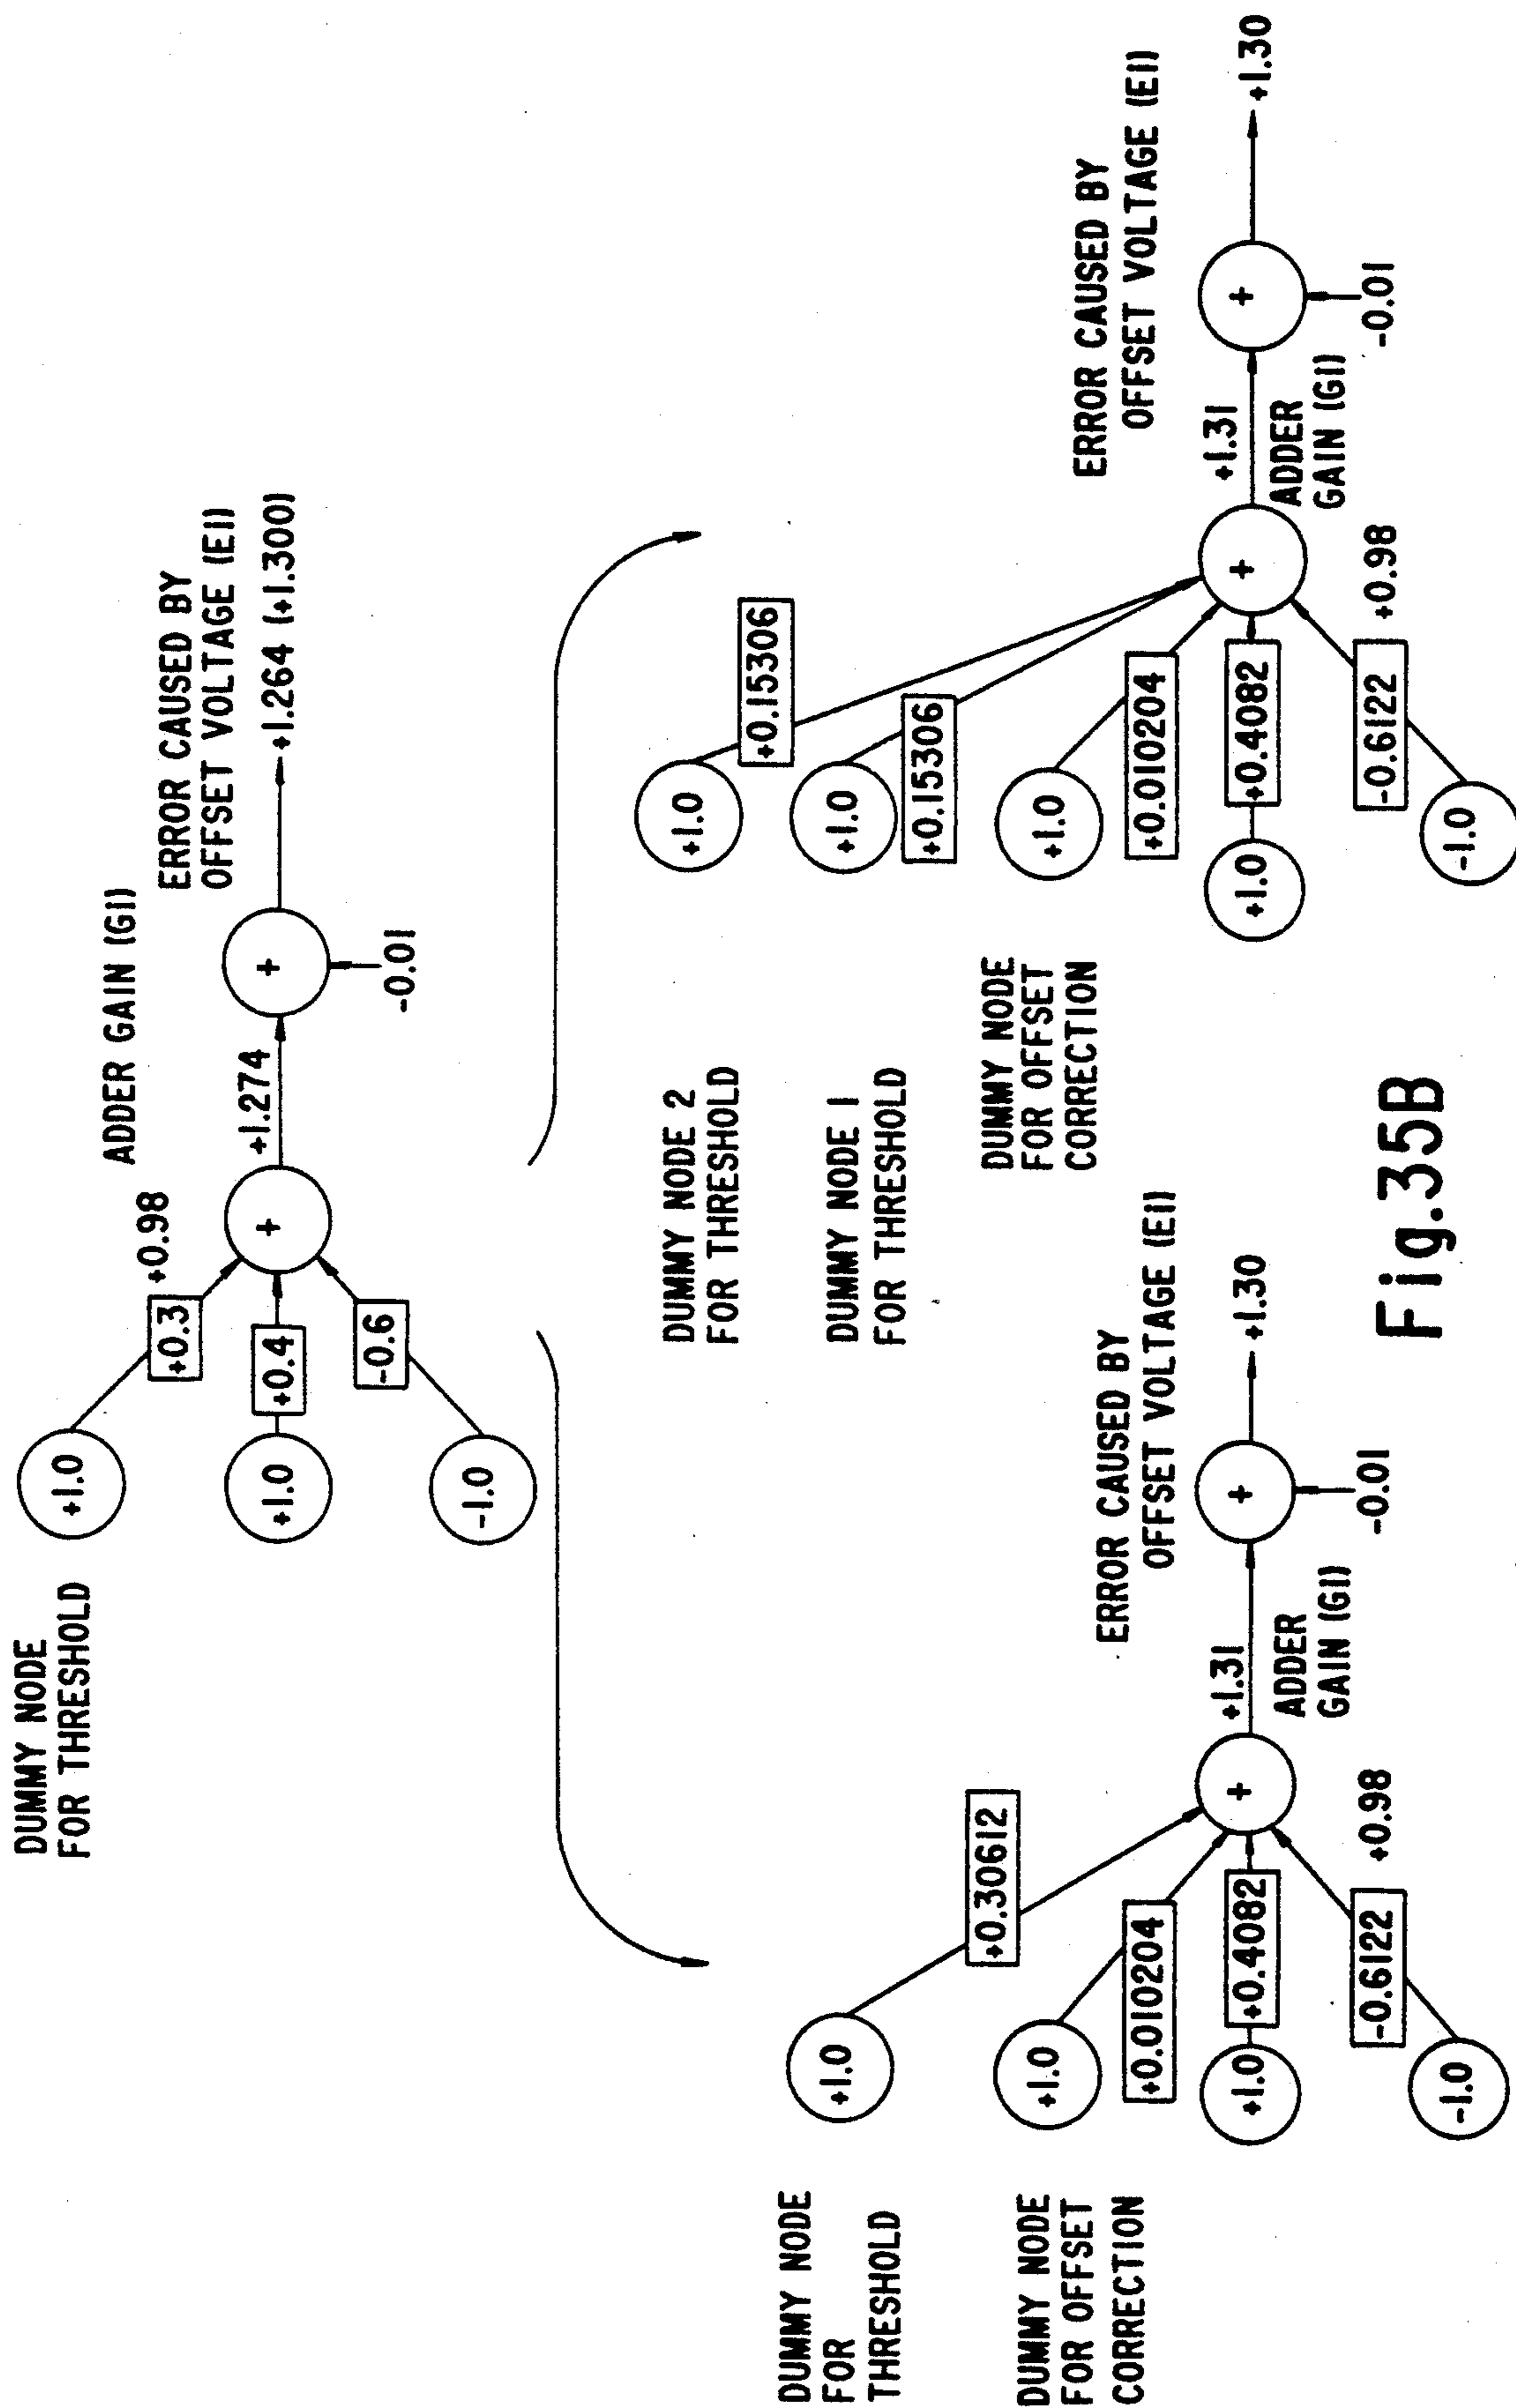 DUMMY NODE
FOR THRESHOLD
+1.0
+0.3
+0.98
ADDER GAIN (G1)
+1.0
+0.4
+
+1.274
+
ERROR CAUSED BY
OFFSET VOLTAGE (E1)
+1.264 (+1.300)
-1.0
-0.6
-0.01
DUMMY NODE
FOR
THRESHOLD
+1.0
+0.30612
DUMMY NODE
FOR OFFSET
CORRECTION
+1.0
+0.010204
+1.0
+0.4082
+
+1.31
ADDER
GAIN (G1)
+
ERROR CAUSED BY
OFFSET VOLTAGE (E1)
+1.30
-1.0
-0.6122
+0.98
-0.01
DUMMY NODE 2
FOR THRESHOLD
+1.0
+0.15306
DUMMY NODE 1
FOR THRESHOLD
+1.0
+0.15306
DUMMY NODE
FOR OFFSET
CORRECTION
+1.0
+0.010204
+1.0
+0.4082
+
+1.31
ADDER
GAIN (G1)
+
ERROR CAUSED BY
OFFSET VOLTAGE (E1)
+1.30
-1.0
-0.6122
+0.98
-0.01
Fig.35B